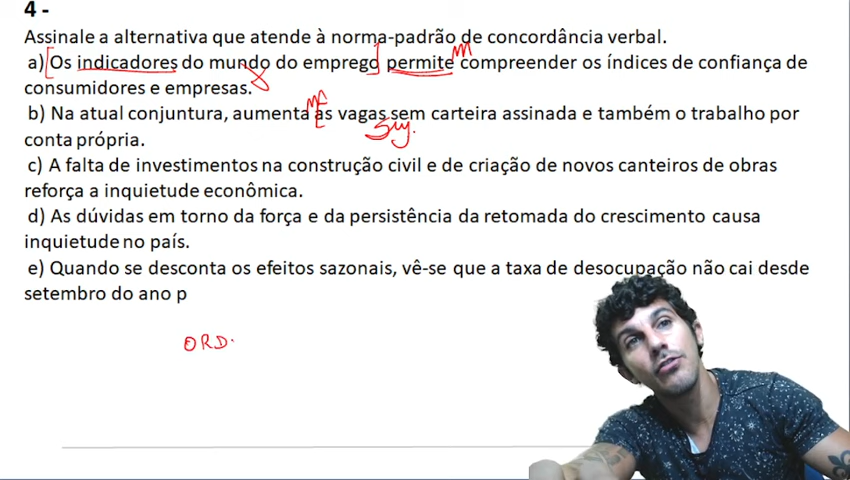 4 -
Assinale a alternativa que atende à norma-padrão de concordância verbal.
a) [Os indicadores do mundo do emprego] permite m compreender os índices de confiança de
consumidores e empresas.
b) Na atual conjuntura, aumenta m [as vagas sem carteira assinada e também o trabalho por
suj.
conta própria.
c) A falta de investimentos na construção civil e de criação de novos canteiros de obras
reforça a inquietude econômica.
d) As dúvidas em torno da força e da persistência da retomada do crescimento causa
inquietude no país.
e) Quando se desconta os efeitos sazonais, vê-se que a taxa de desocupação não cai desde
setembro do ano p
ORD.